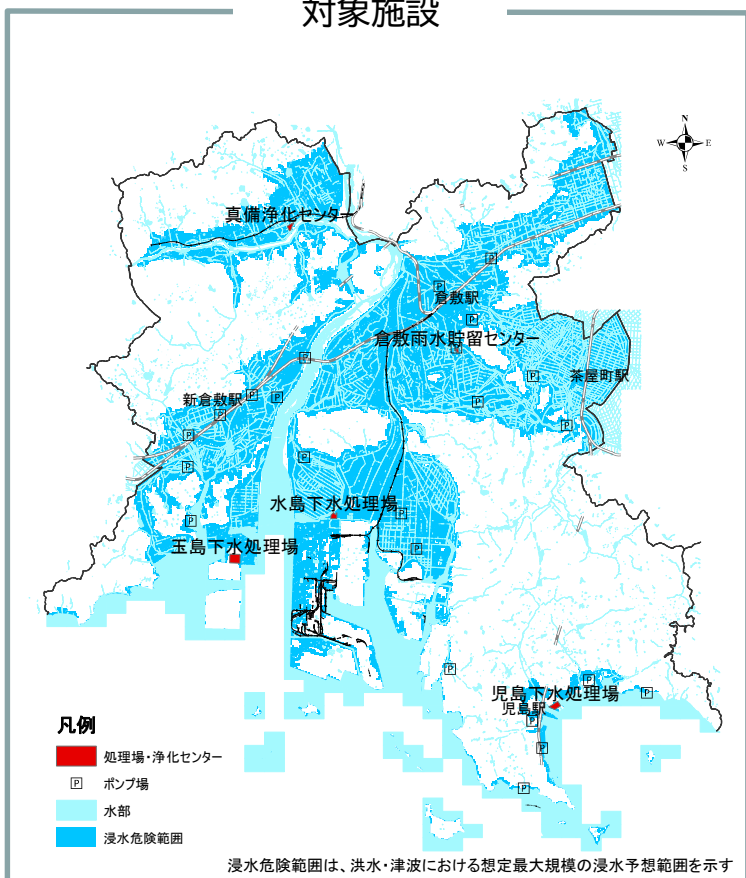 対象施設
N
W E
S
真備浄化センター
倉敷駅
倉敷雨水貯留センター
茶屋町駅
新倉敷駅
水島下水処理場
玉島下水処理場
児島下水処理場
児島駅
凡例
処理場・浄化センター
P ポンプ場
水部
浸水危険範囲
浸水危険範囲は、洪水・津波における想定最大規模の浸水予想範囲を示す